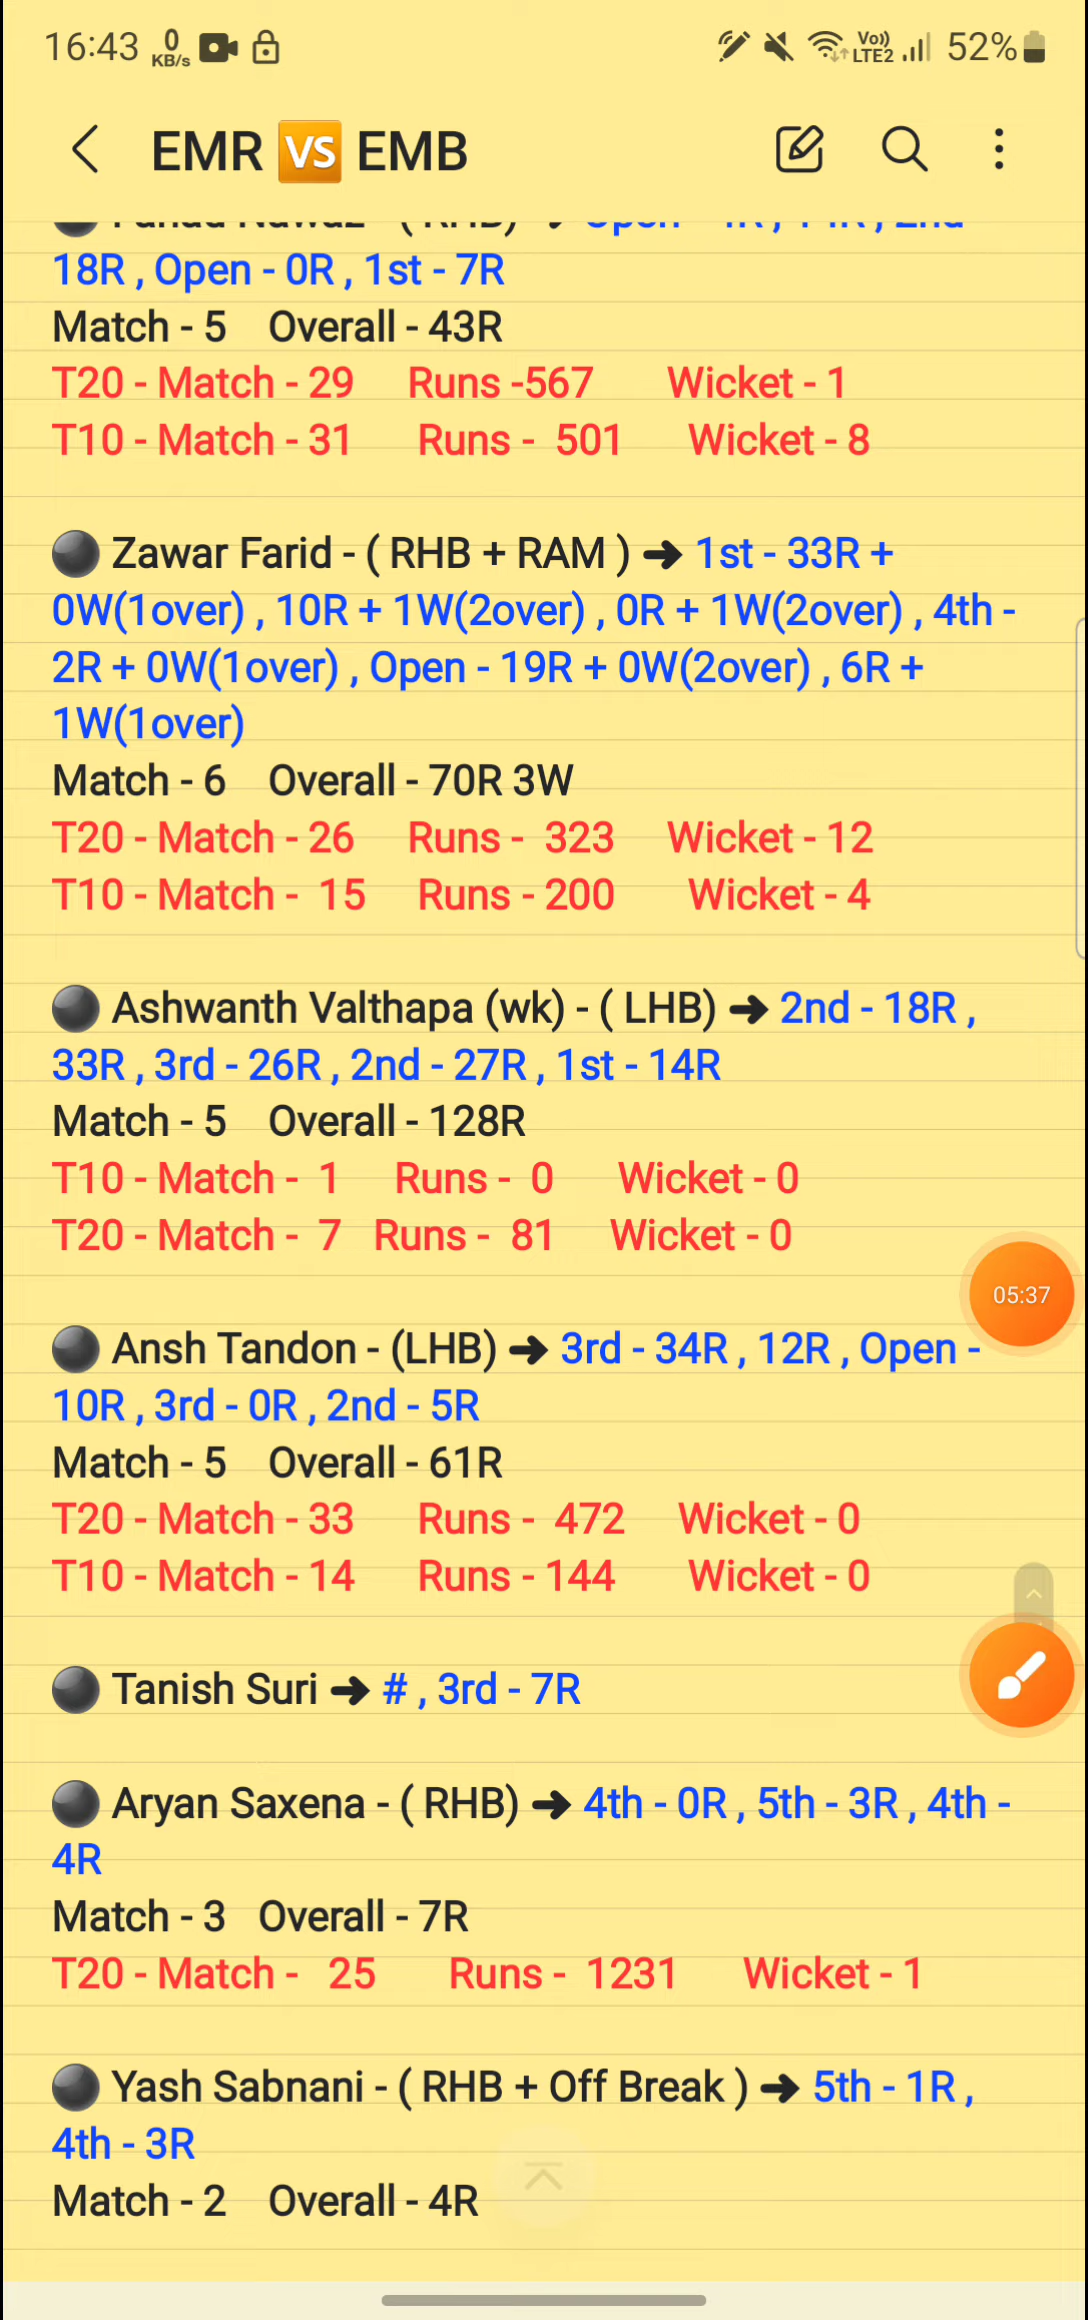 16:43 0 KB/s Vo)) LTE2 52%
EMR VS EMB
18R , Open - 0R , 1st - 7R
Match - 5 Overall - 43R
T20 - Match - 29 Runs -567 Wicket - 1
T10 - Match - 31 Runs - 501 Wicket - 8
Zawar Farid - ( RHB + RAM ) ➔ 1st - 33R +
0W(1over) , 10R + 1W(2over) , 0R + 1W(2over) , 4th -
2R + 0W(1over) , Open - 19R + 0W(2over) , 6R +
1W(1over)
Match - 6 Overall - 70R 3W
T20 - Match - 26 Runs - 323 Wicket - 12
T10 - Match - 15 Runs - 200 Wicket - 4
Ashwanth Valthapa (wk) - ( LHB) ➔ 2nd - 18R ,
33R , 3rd - 26R , 2nd - 27R , 1st - 14R
Match - 5 Overall - 128R
T10 - Match - 1 Runs - 0 Wicket - 0
T20 - Match - 7 Runs - 81 Wicket - 0
05:37
Ansh Tandon - (LHB) ➔ 3rd - 34R , 12R , Open -
10R , 3rd - 0R , 2nd - 5R
Match - 5 Overall - 61R
T20 - Match - 33 Runs - 472 Wicket - 0
T10 - Match - 14 Runs - 144 Wicket - 0
Tanish Suri ➔ # , 3rd - 7R
Aryan Saxena - ( RHB) ➔ 4th - 0R , 5th - 3R , 4th -
4R
Match - 3 Overall - 7R
T20 - Match - 25 Runs - 1231 Wicket - 1
Yash Sabnani - ( RHB + Off Break ) ➔ 5th - 1R ,
4th - 3R
Match - 2 Overall - 4R